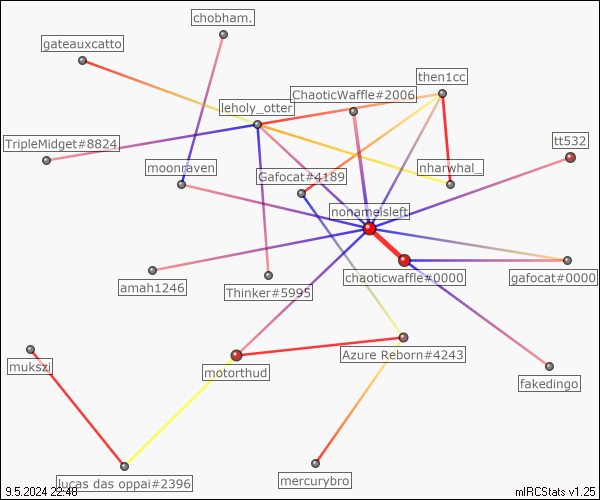 chobham.
gateauxcatto
then1cc
ChaoticWaffle#2006
leholy_otter
TripleMidget#8824
tt532
moonraven
nharwhal_
Gafocat#4189
nonameisleft
chaoticwaffle#0000
gafocat#0000
amah1246
Thinker#5995
Azure Reborn#4243
motorthud
mukszi
fakedingo
mercurybro
lucas das oppai#2396
9.5.2024 22:48
mIRCStats v1.25